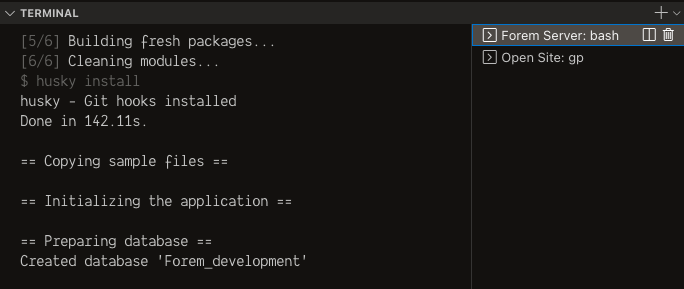 TERMINAL
[5/6] Building fresh packages...
[6/6] Cleaning modules...
$ husky install
husky - Git hooks installed
Done in 142.11s.
== Copying sample files ==
== Initializing the application ==
== Preparing database ==
Created database 'Forem_development'
Forem Server: bash
Open Site: gp